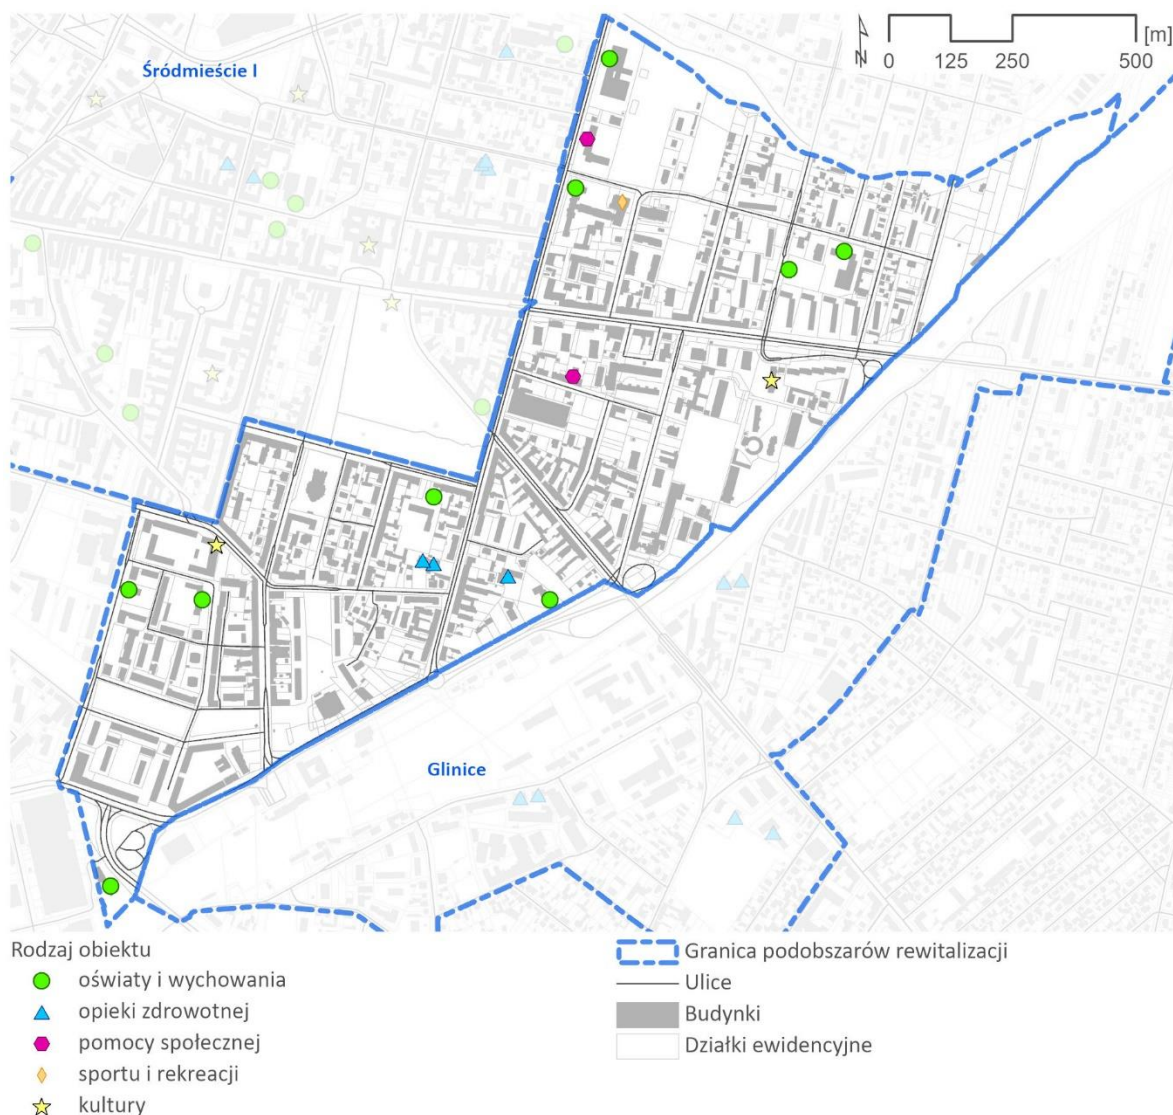 Śródmieście I
N
[m]
0 125 250 500
Glinice
Rodzaj obiektu
oświaty i wychowania
opieki zdrowotnej
pomocy społecznej
sportu i rekreacji
kultury
Granica podobszarów rewitalizacji
Ulice
Budynki
Działki ewidencyjne